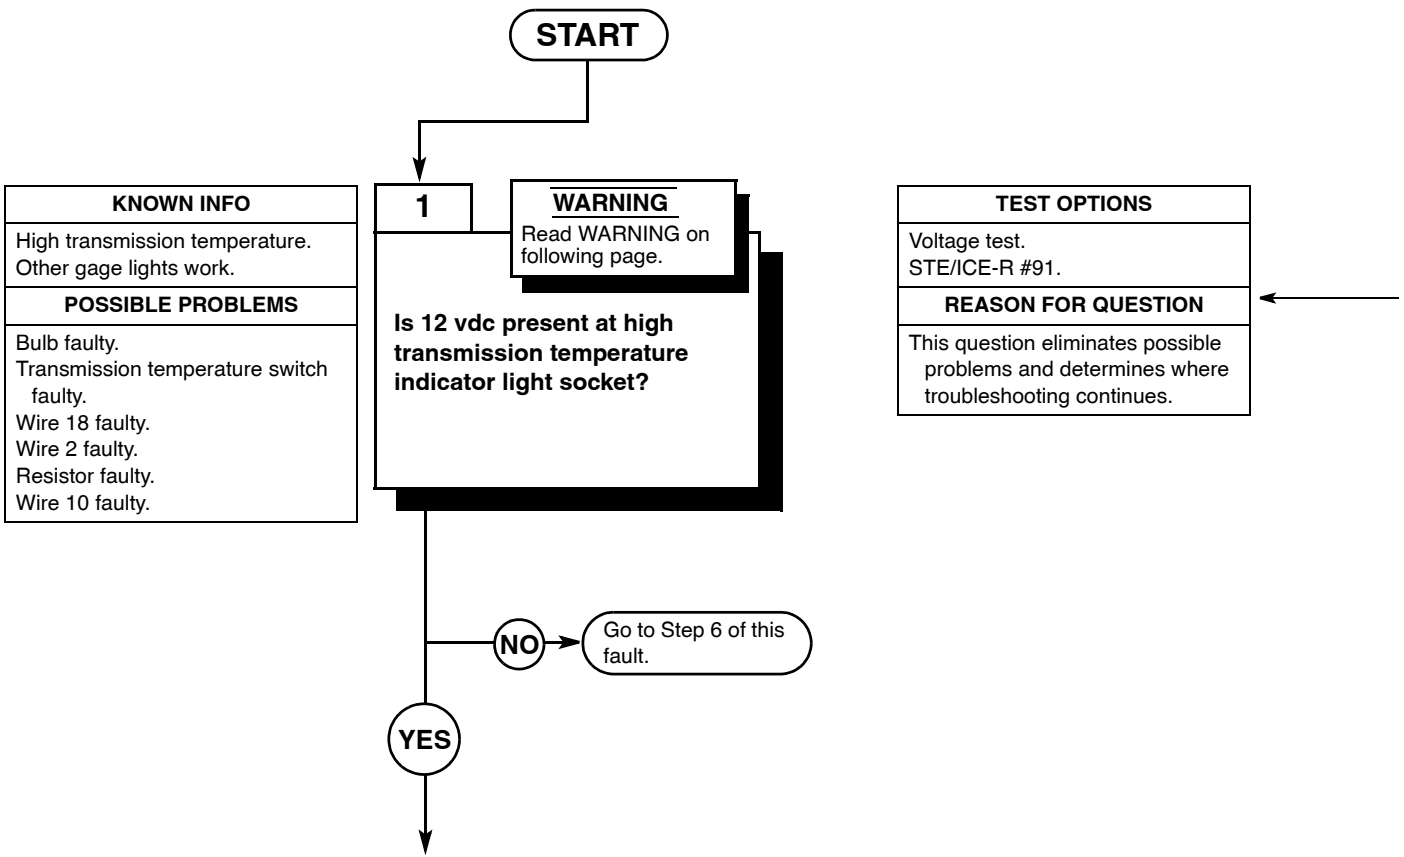 START
KNOWN INFO
High transmission temperature.
Other gage lights work.
POSSIBLE PROBLEMS
Bulb faulty.
Transmission temperature switch
faulty.
Wire 18 faulty.
Wire 2 faulty.
Resistor faulty.
Wire 10 faulty.
1
WARNING
Read WARNING on
following page.
Is 12 vdc present at high
transmission temperature
indicator light socket?
TEST OPTIONS
Voltage test.
STE/ICE-R #91.
REASON FOR QUESTION
This question eliminates possible
problems and determines where
troubleshooting continues.
NO
Go to Step 6 of this
fault.
YES